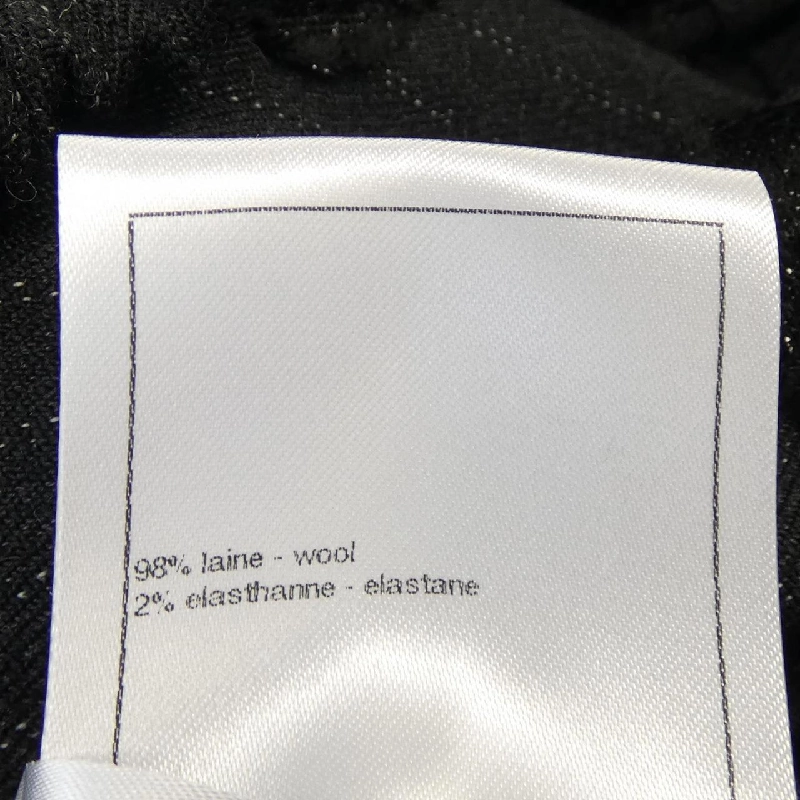 98% laine - wool
2% elasthanne - elastane